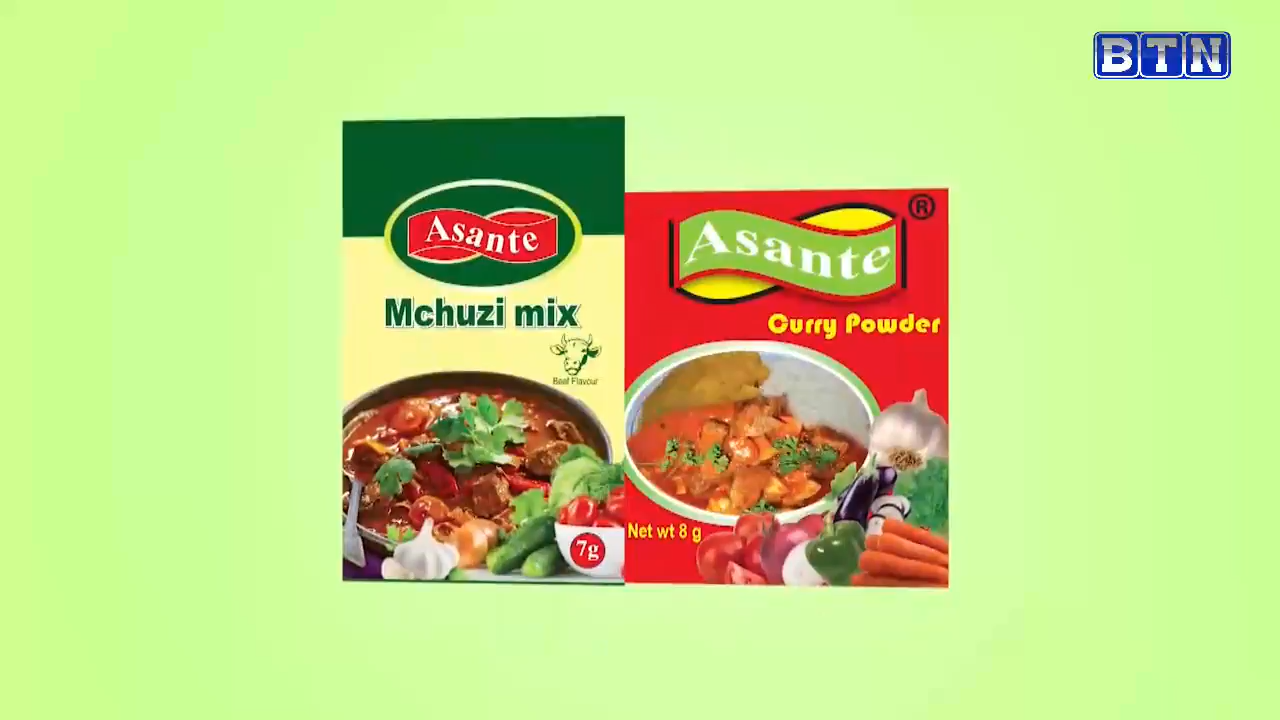 BTN
Asante
Mchuzi mix
Beef Flavour
7g
Asante ®
Curry Powder
Net wt 8 g